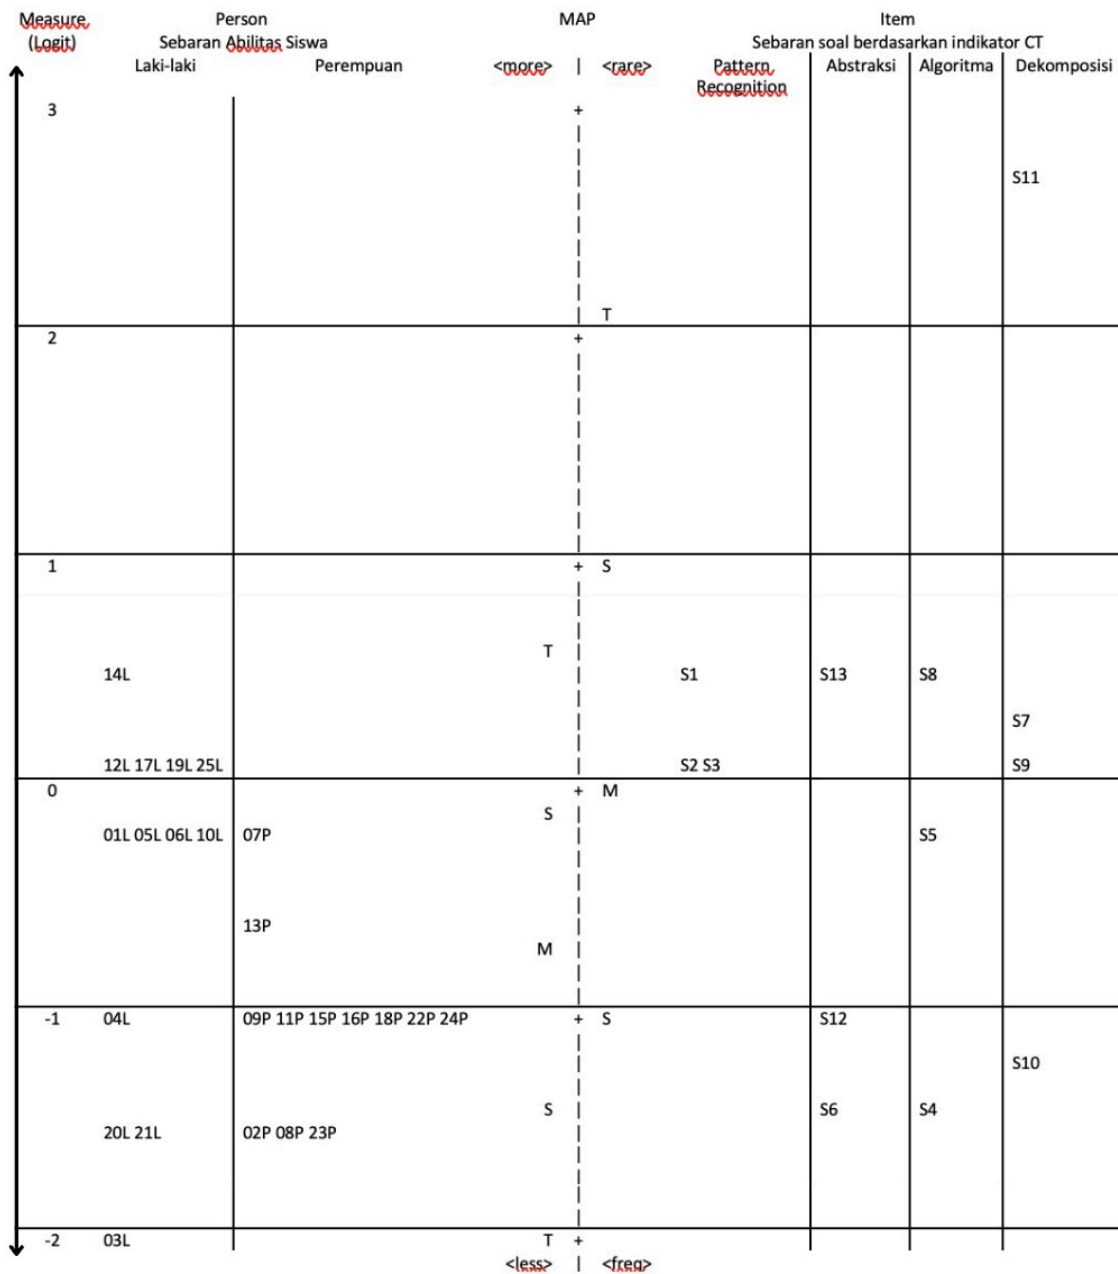 Measure Person MAP Item
(Logit) Sebaran Abilitas Siswa Sebaran soal berdasarkan indikator CT
Laki-laki Perempuan <more> | <rare> Pattern Abstraksi Algoritma Dekomposisi
Recognition
3 +
S11
T
2 +
1 + S
T
14L S1 S13 S8
S7
12L 17L 19L 25L S2 S3 S9
0 + M
S
01L 05L 06L 10L 07P S5
13P
M
-1 04L 09P 11P 15P 16P 18P 22P 24P + S S12
S10
S S6 S4
20L 21L 02P 08P 23P
-2 03L T +
<less> | <freq>